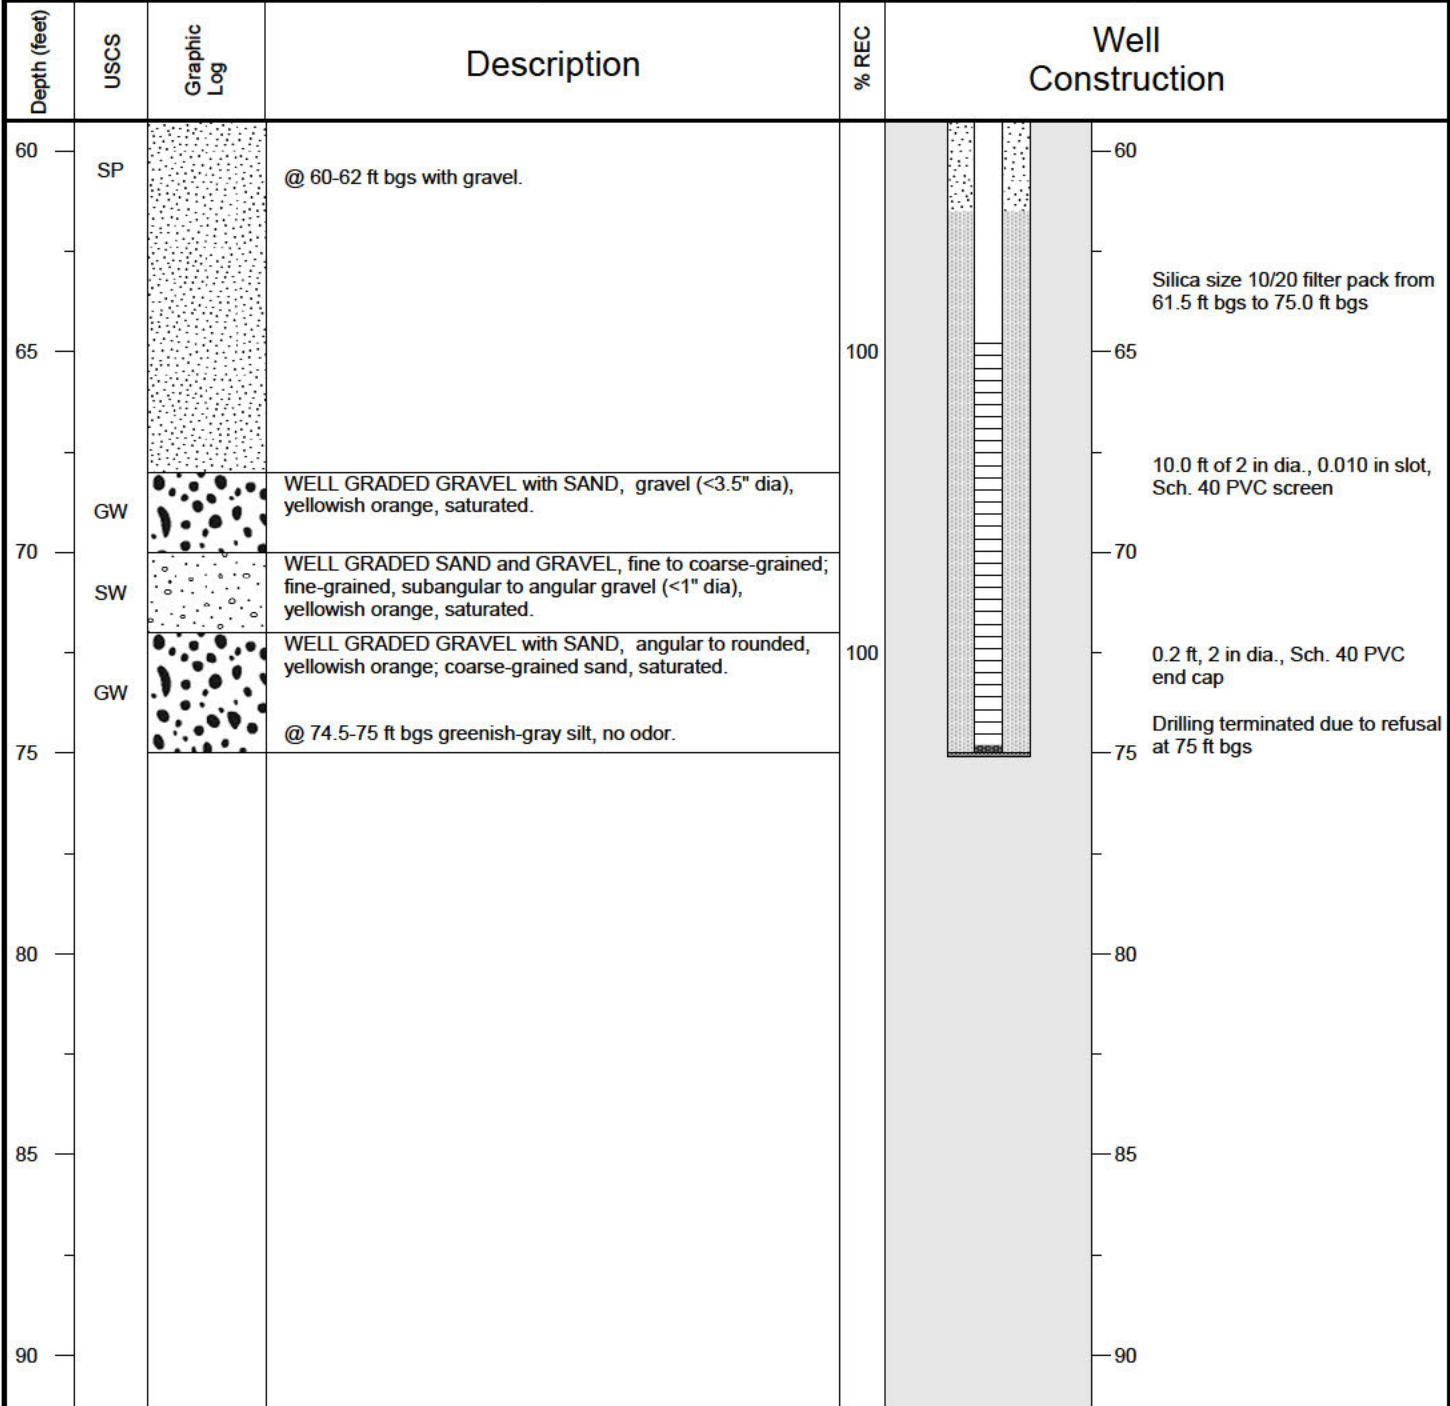 Depth (feet)
USCS
Graphic
Log
Description
% REC
Well
Construction
60
SP
@ 60-62 ft bgs with gravel.
60
Silica size 10/20 filter pack from
61.5 ft bgs to 75.0 ft bgs
65
100
65
10.0 ft of 2 in dia., 0.010 in slot,
Sch. 40 PVC screen
GW
WELL GRADED GRAVEL with SAND, gravel (<3.5" dia),
yellowish orange, saturated.
70
70
SW
WELL GRADED SAND and GRAVEL, fine to coarse-grained;
fine-grained, subangular to angular gravel (<1" dia),
yellowish orange, saturated.
GW
WELL GRADED GRAVEL with SAND, angular to rounded,
yellowish orange; coarse-grained sand, saturated.
100
0.2 ft, 2 in dia., Sch. 40 PVC
end cap
@ 74.5-75 ft bgs greenish-gray silt, no odor.
Drilling terminated due to refusal
at 75 ft bgs
75
75
80
80
85
85
90
90